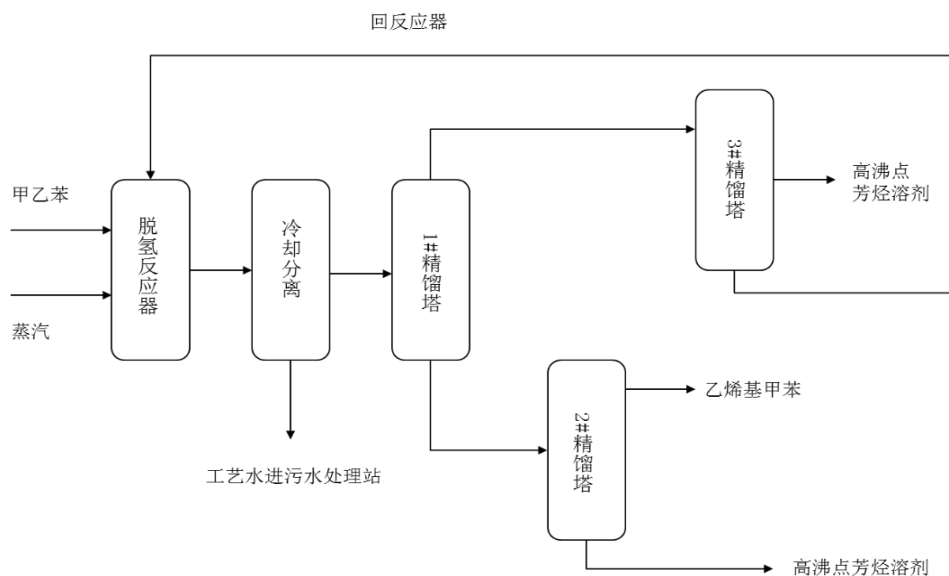 回反应器
甲乙苯
蒸汽
脱氢反应器
冷却分离
1#精馏塔
3#精馏塔
高沸点
芳烃溶剂
2#精馏塔
乙烯基甲苯
工艺水进污水处理站
高沸点芳烃溶剂